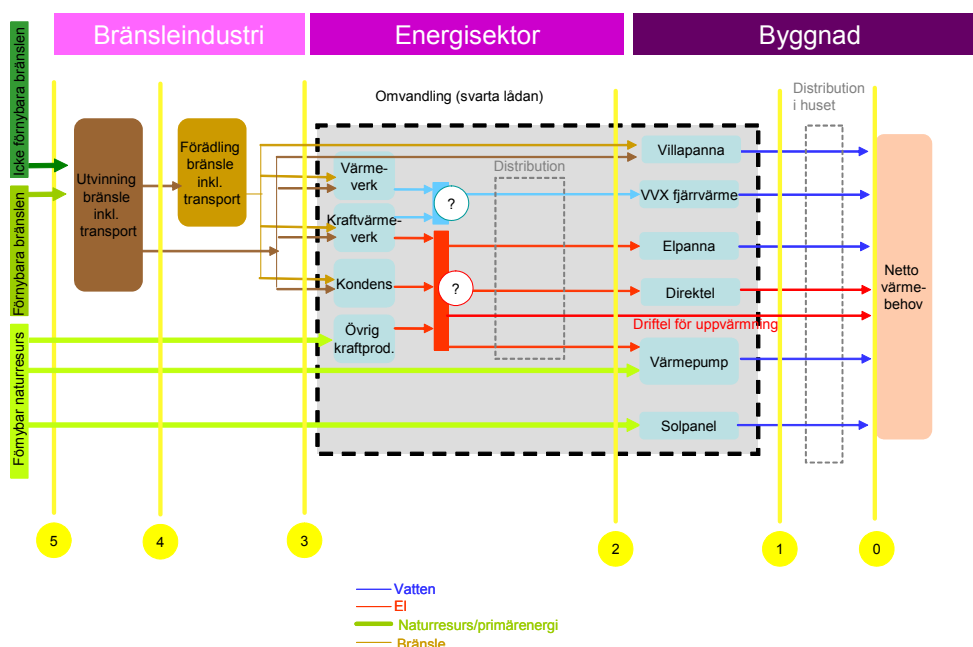 Bränsleindustri
Energisektor
Byggnad
Icke förnybara bränslen
Förnybara bränslen
Förnybar naturresurs
Omvandling (svarta lådan)
Distribution
i huset
Utvinning
bränsle
inkl.
transport
Förädling
bränsle
inkl.
transport
Värme-
verk
Kraftvärme-
verk
Kondens
Övrig
kraftprod.
?
?
Distribution
Villapanna
VVX fjärrvärme
Elpanna
Direktel
Driftel för uppvärmning
Värmepump
Solpanel
Netto
värme-
behov
5
4
3
2
1
0
Vatten
El
Naturresurs/primärenergi
Bränsle